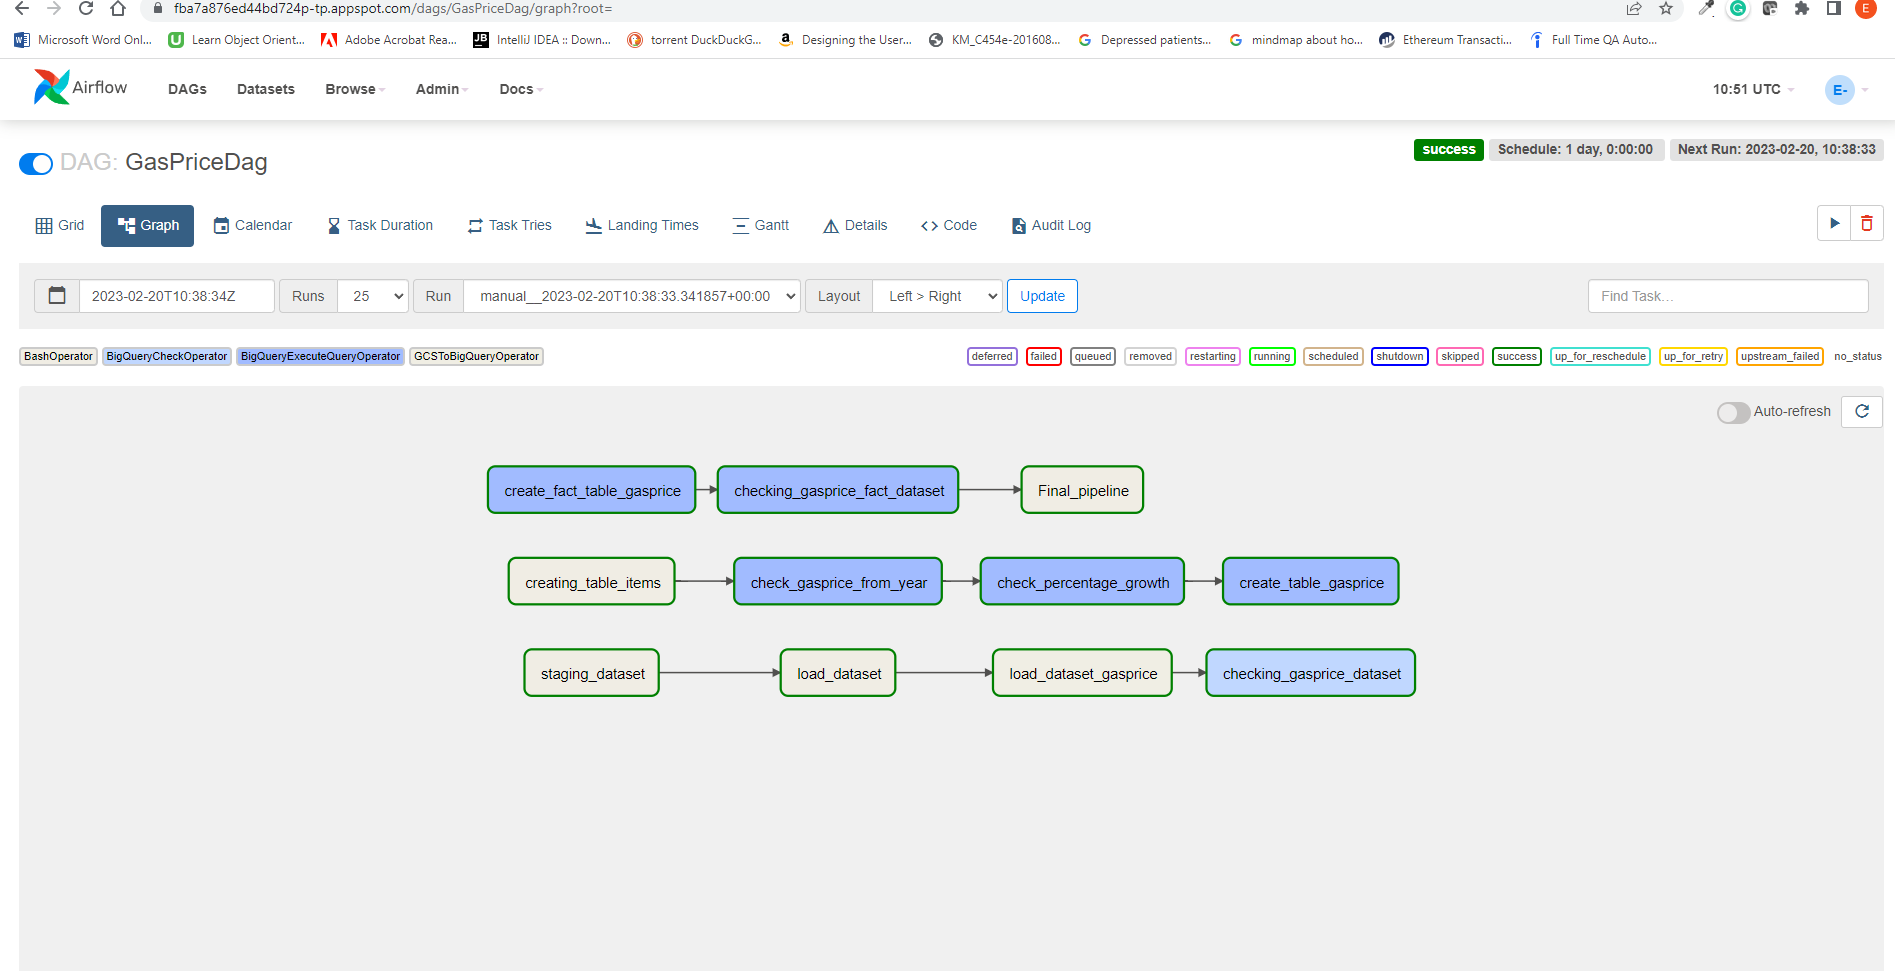 fba7a876ed44bd724p-tp.appspot.com/dags/GasPriceDag/graph?root=
G E
Microsoft Word Onl... Learn Object Orient... Adobe Acrobat Rea... IntelliJ IDEA :: Down... torrent DuckDuckG... Designing the User... KM_C454e-201608... Depressed patients... mindmap about ho... Ethereum Transacti... Full Time QA Auto...
Airflow DAGs Datasets Browse Admin Docs 10:51 UTC E-
DAG: GasPriceDag success Schedule: 1 day, 0:00:00 Next Run: 2023-02-20, 10:38:33
Grid Graph Calendar Task Duration Task Tries Landing Times Gantt Details Code Audit Log
2023-02-20T10:38:34Z Runs 25 Run manual__2023-02-20T10:38:33.341857+00:00 Layout Left > Right Update Find Task...
BashOperator BigQueryCheckOperator BigQueryExecuteQueryOperator GCSToBigQueryOperator deferred failed queued removed restarting running scheduled shutdown skipped success up_for_reschedule up_for_retry upstream_failed no_status
Auto-refresh
create_fact_table_gasprice checking_gasprice_fact_dataset Final_pipeline
creating_table_items check_gasprice_from_year check_percentage_growth create_table_gasprice
staging_dataset load_dataset load_dataset_gasprice checking_gasprice_dataset